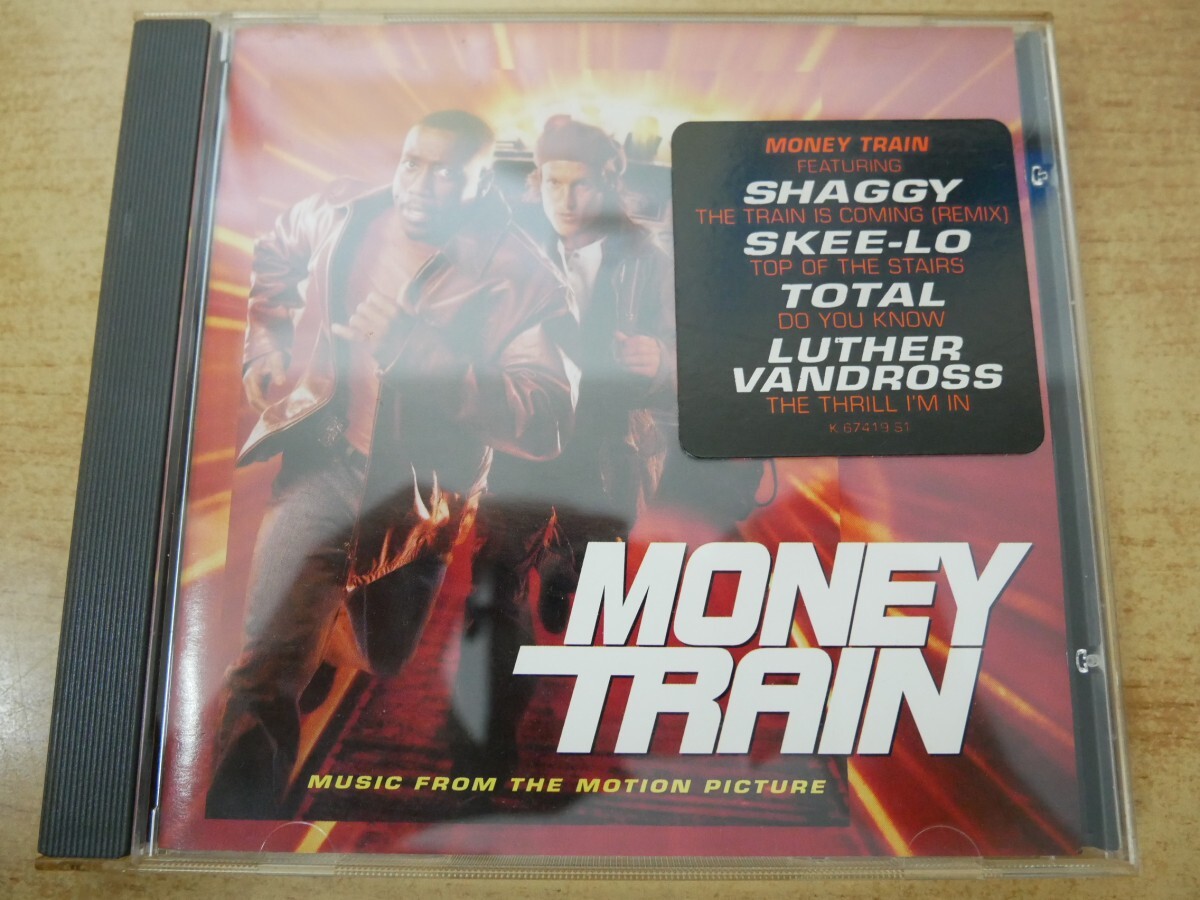 MONEY TRAIN
FEATURING
SHAGGY
THE TRAIN IS COMING (REMIX)
SKEE-LO
TOP OF THE STAIRS
TOTAL
DO YOU KNOW
LUTHER
VANDROSS
THE THRILL I'M IN
K 67419 S1
MONEY
TRAIN
MUSIC FROM THE MOTION PICTURE